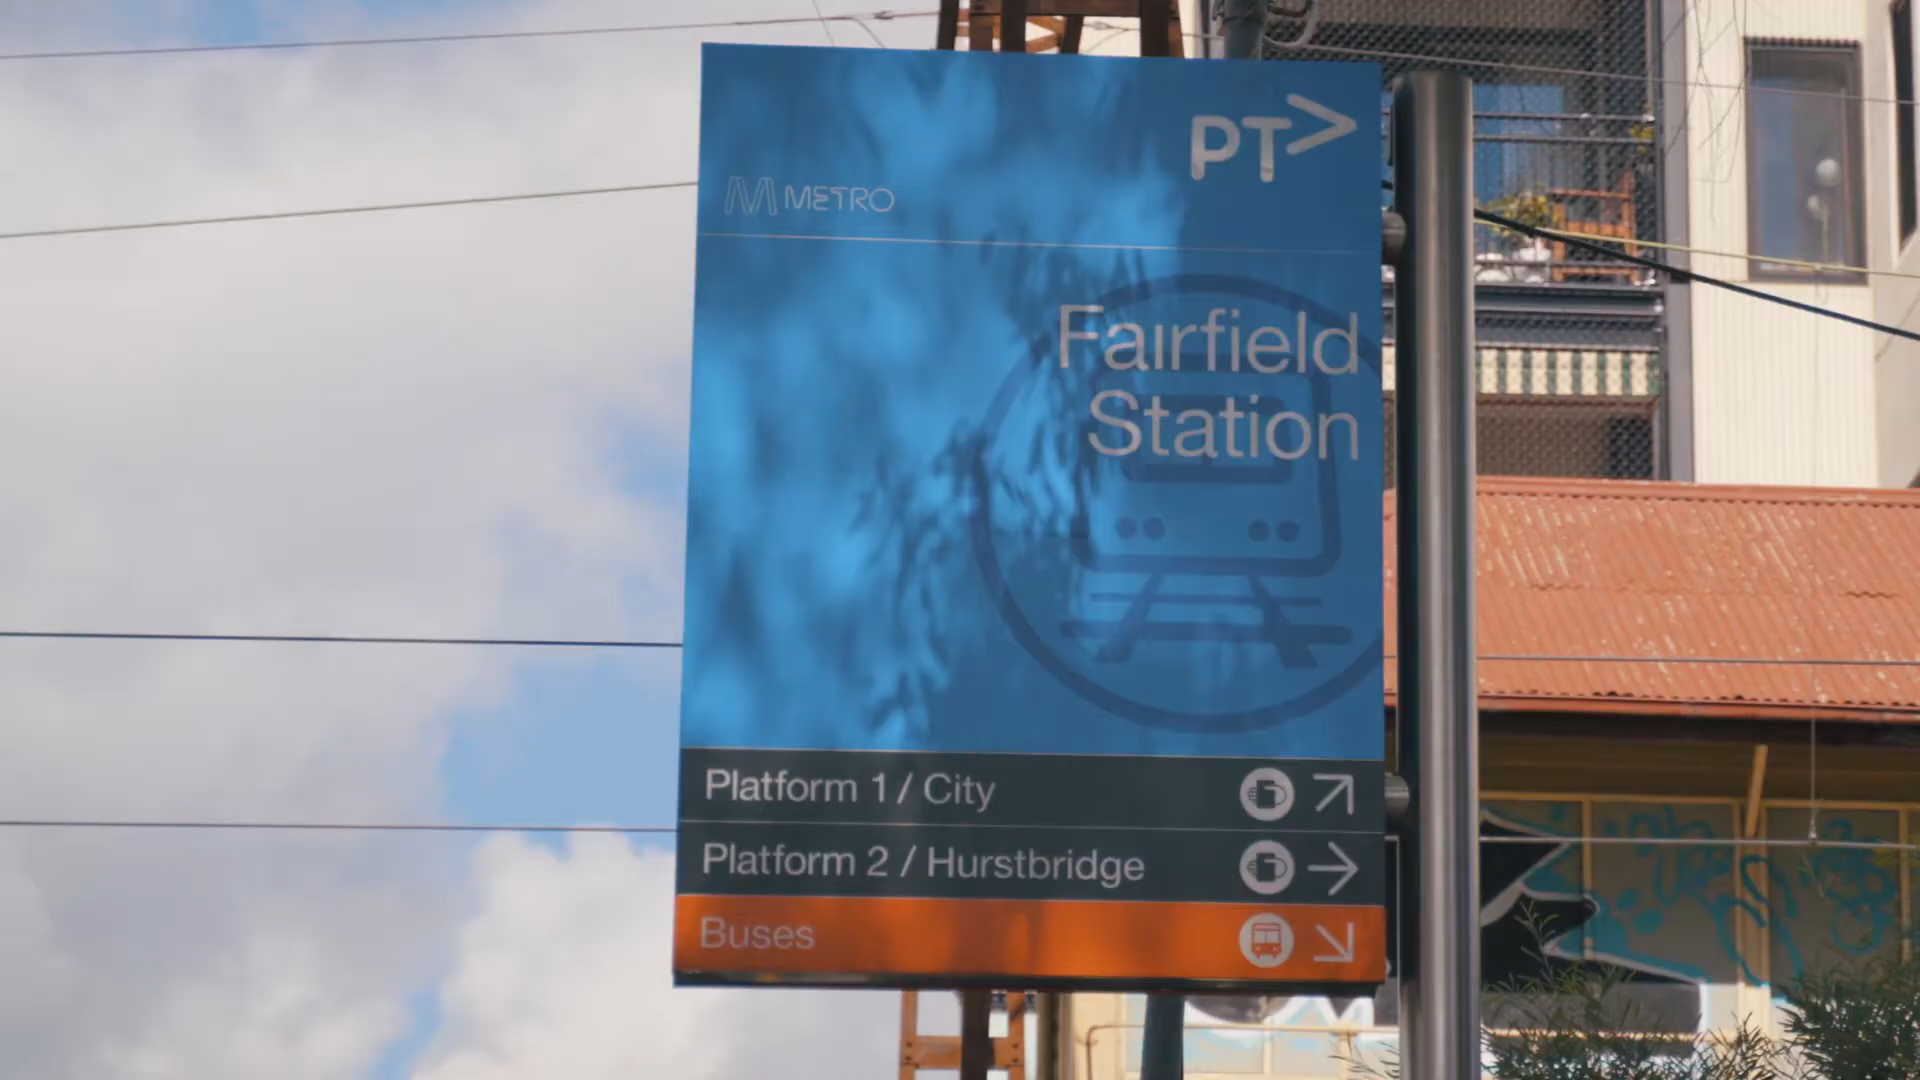 PT>
METRO
Fairfield
Station
Platform 1 / City
Platform 2 / Hurstbridge
Buses